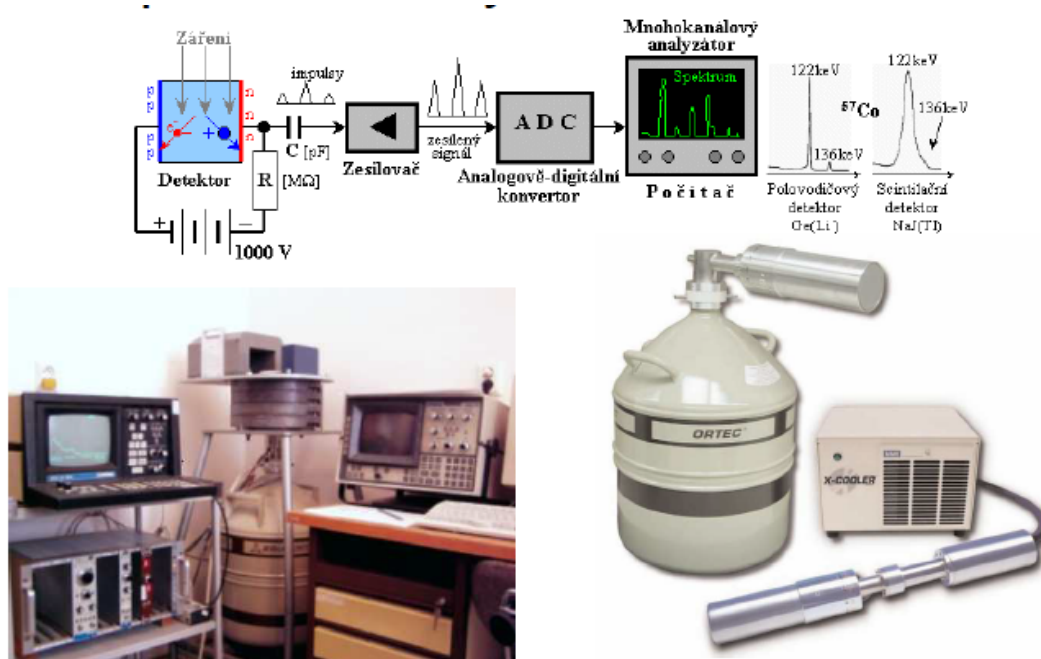 Záření
p
p
p
p
n
n
n
e
+
Detektor
impulsy
C [pF]
R
[MΩ]
+
−
1000 V
Zesilovač
zesílený
signál
A D C
Analogově-digitální
konvertor
Mnohokanálový
analyzátor
Spektrum
Počítač
122keV
136keV
Polovodičový
detektor
Ge(Li)
⁵⁷Co
122keV
136keV
Scintilační
detektor
NaJ(Tl)
ORTEC
X-COOLER